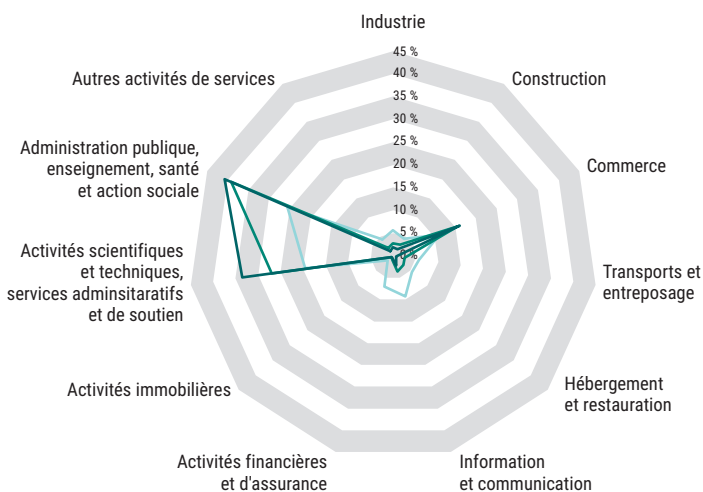 Industrie
45 %
40 %
35 %
30 %
25 %
20 %
15 %
10 %
5 %
0 %
Construction
Commerce
Transports et
entreposage
Hébergement
et restauration
Information
et communication
Activités financières
et d'assurance
Activités immobilières
Activités scientifiques
et techniques,
services adminsitaratifs
et de soutien
Administration publique,
enseignement, santé
et action sociale
Autres activités de services